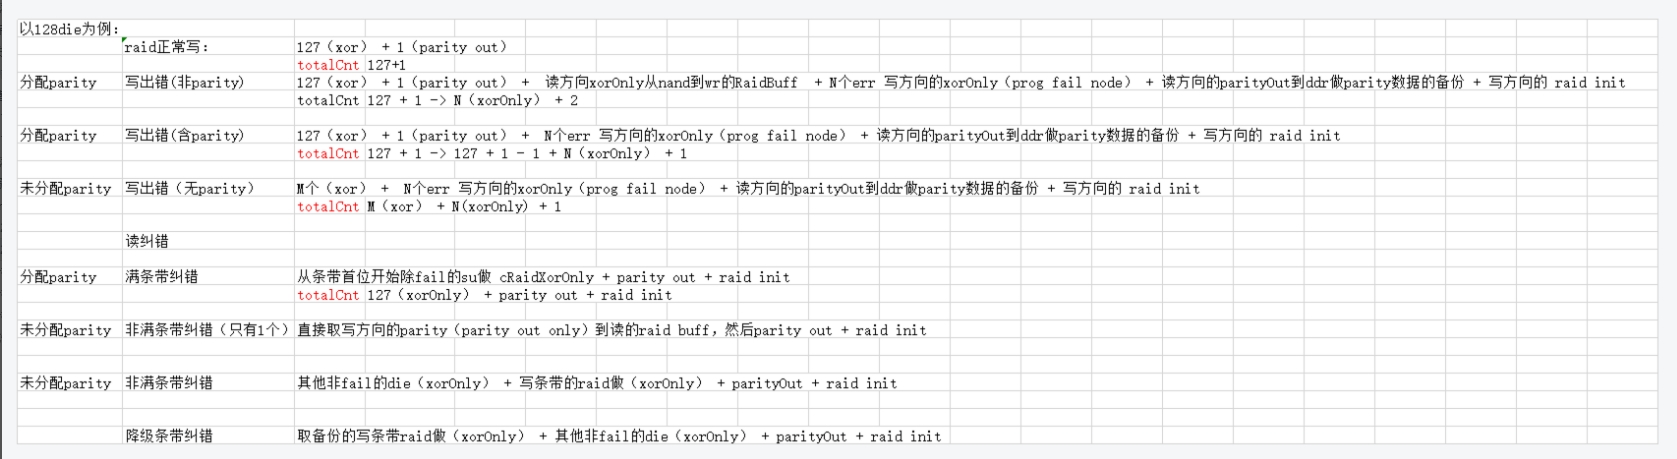 以128die为例:
raid正常写: 127（xor） + 1（parity out）
totalCnt 127+1
分配parity 写出错(非parity) 127（xor） + 1（parity out） + 读方向xorOnly从nand到wr的RaidBuff + N个err 写方向的xorOnly（prog fail node） + 读方向的parityOut到ddr做parity数据的备份 + 写方向的 raid init
totalCnt 127 + 1 -> N（xorOnly） + 2
分配parity 写出错(含parity) 127（xor） + 1（parity out） + N个err 写方向的xorOnly（prog fail node） + 读方向的parityOut到ddr做parity数据的备份 + 写方向的 raid init
totalCnt 127 + 1 -> 127 + 1 - 1 + N（xorOnly） + 1
未分配parity 写出错（无parity） M个（xor） + N个err 写方向的xorOnly（prog fail node） + 读方向的parityOut到ddr做parity数据的备份 + 写方向的 raid init
totalCnt M（xor） + N(xorOnly) + 1
读纠错
分配parity 满条带纠错 从条带首位开始除fail的su做 cRaidXorOnly + parity out + raid init
totalCnt 127（xorOnly） + parity out + raid init
未分配parity 非满条带纠错（只有1个） 直接取写方向的parity（parity out only）到读的raid buff，然后parity out + raid init
未分配parity 非满条带纠错 其他非fail的die（xorOnly） + 写条带的raid做（xorOnly） + parityOut + raid init
降级条带纠错 取备份的写条带raid做（xorOnly） + 其他非fail的die（xorOnly） + parityOut + raid init